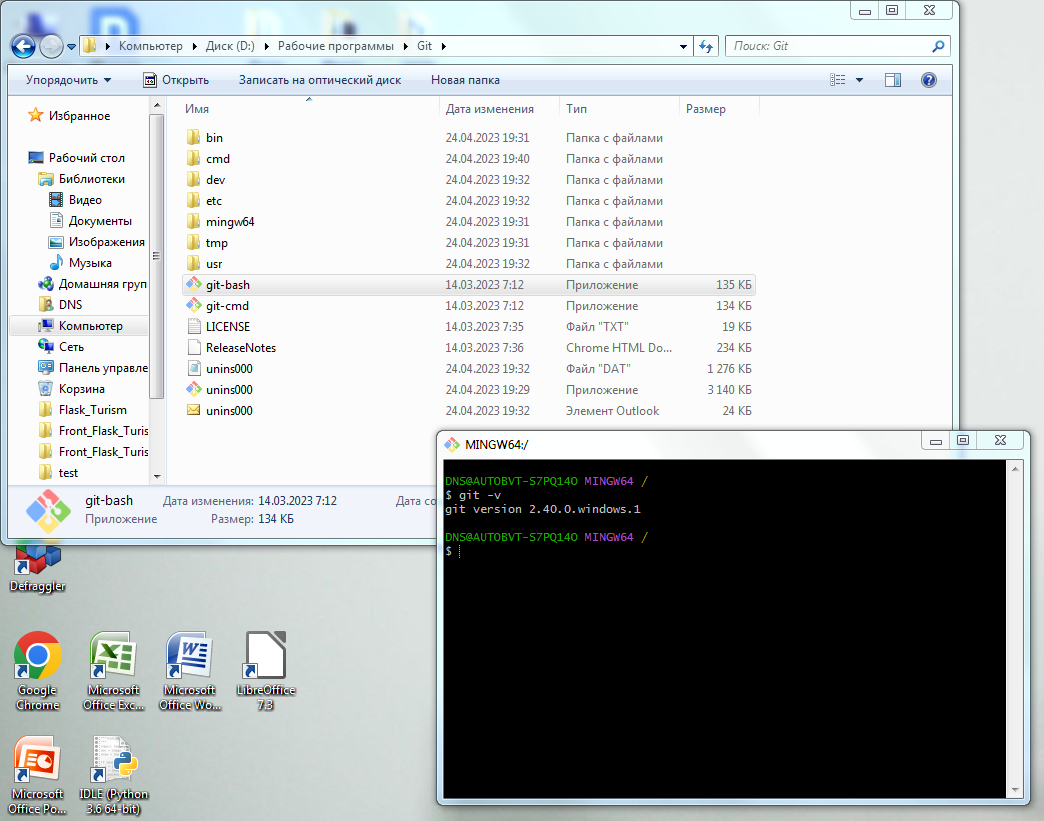 Компьютер Диск (D:) Рабочие программы Git
Поиск: Git
Упорядочить Открыть Записать на оптический диск Новая папка
Избранное
Рабочий стол
Библиотеки
Видео
Документы
Изображения
Музыка
Домашняя груп
DNS
Компьютер
Сеть
Панель управле
Корзина
Flask_Turism
Front_Flask_Turis
Front_Flask_Turis
test
Имя Дата изменения Тип Размер
bin 24.04.2023 19:31 Папка с файлами
cmd 24.04.2023 19:40 Папка с файлами
dev 24.04.2023 19:32 Папка с файлами
etc 24.04.2023 19:32 Папка с файлами
mingw64 24.04.2023 19:31 Папка с файлами
tmp 24.04.2023 19:31 Папка с файлами
usr 24.04.2023 19:32 Папка с файлами
git-bash 14.03.2023 7:12 Приложение 135 КБ
git-cmd 14.03.2023 7:12 Приложение 134 КБ
LICENSE 14.03.2023 7:35 Файл "TXT" 19 КБ
ReleaseNotes 14.03.2023 7:36 Chrome HTML Do... 234 КБ
unins000 24.04.2023 19:32 Файл "DAT" 1 276 КБ
unins000 24.04.2023 19:29 Приложение 3 140 КБ
unins000 24.04.2023 19:32 Элемент Outlook 24 КБ
git-bash Дата изменения: 14.03.2023 7:12 Дата со
Приложение Размер: 134 КБ
MINGW64:/
DNS@AUTOBVT-S7PQ14O MINGW64 /
$ git -v
git version 2.40.0.windows.1
DNS@AUTOBVT-S7PQ14O MINGW64 /
$
Defraggler
Google
Chrome
Microsoft
Office Exc...
Microsoft
Office Wo...
LibreOffice
7.3
Microsoft
Office Po...
IDLE (Python
3.6 64-bit)